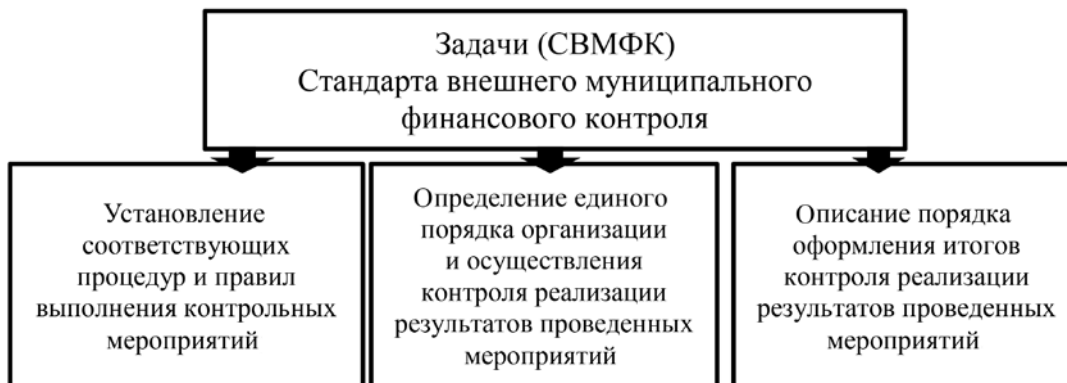 Задачи (СВМФК)
Стандарта внешнего муниципального
финансового контроля
Установление
соответствующих
процедур и правил
выполнения контрольных
мероприятий
Определение единого
порядка организации
и осуществления
контроля реализации
результатов проведенных
мероприятий
Описание порядка
оформления итогов
контроля реализации
результатов проведенных
мероприятий